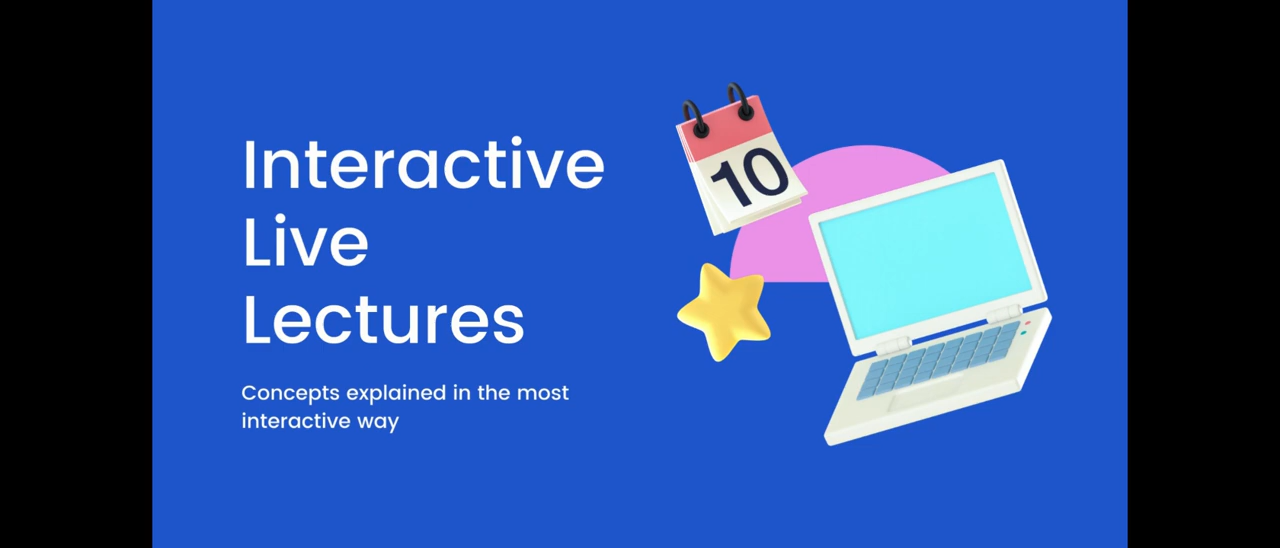 Interactive
Live
Lectures
Concepts explained in the most
interactive way
10